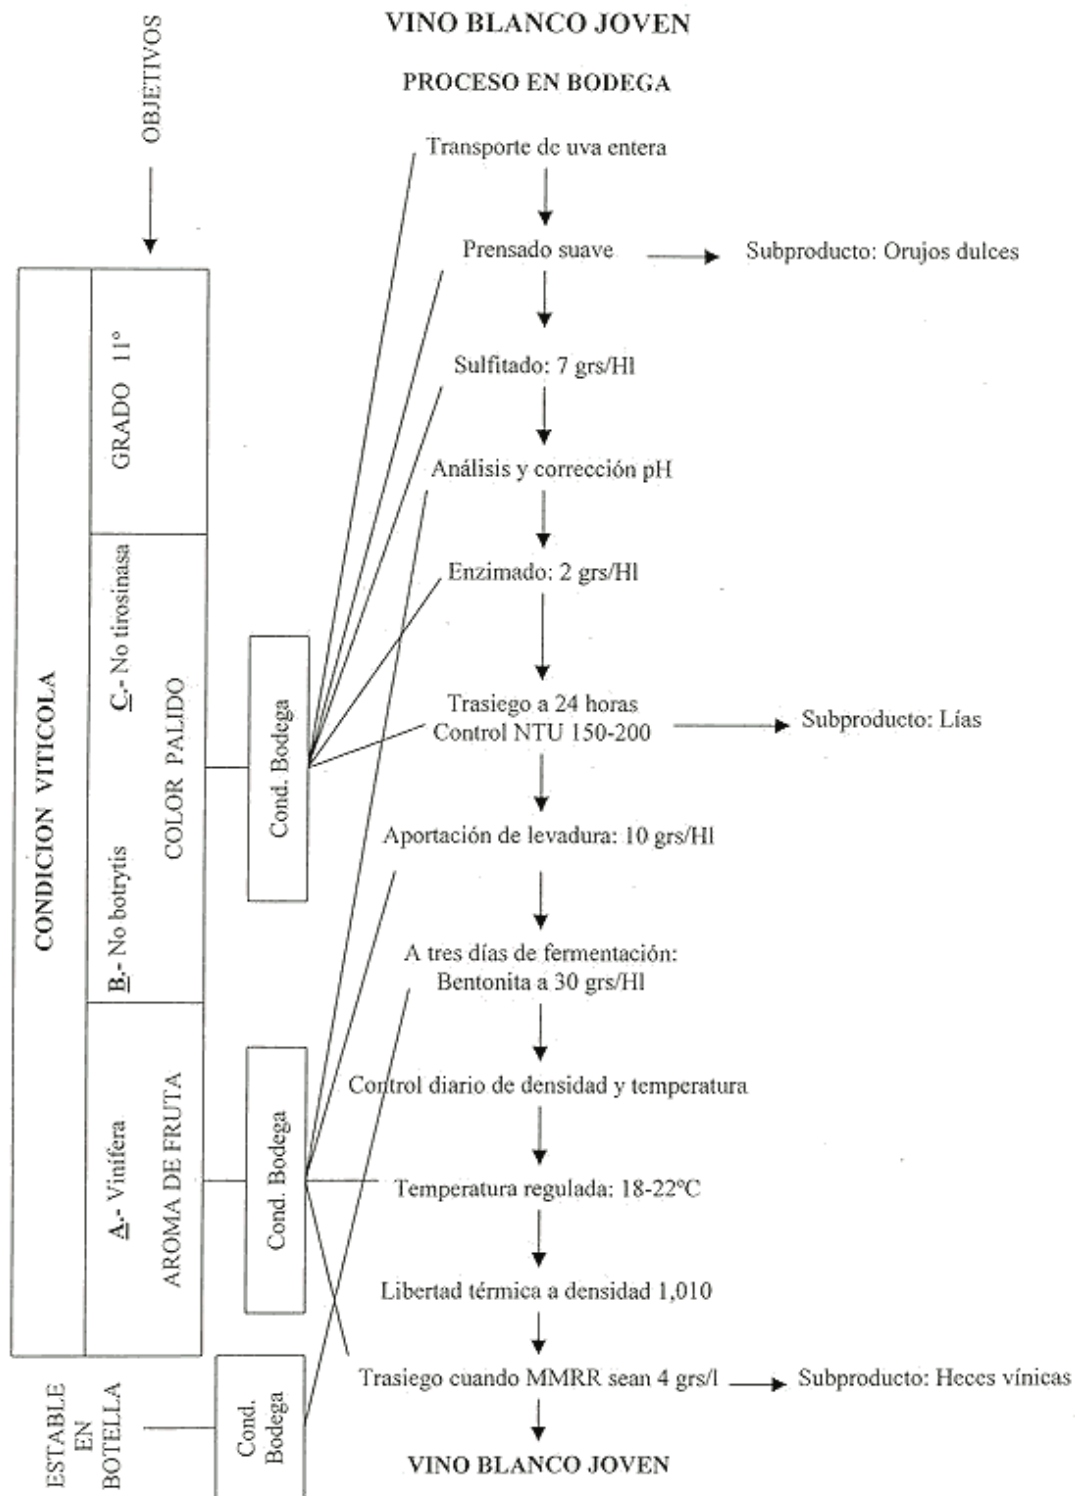 VINO BLANCO JOVEN
PROCESO EN BODEGA
OBJETIVOS
Transporte de uva entera
Prensado suave
Subproducto: Orujos dulces
Sulfitado: 7 grs/Hl
Análisis y corrección pH
Enzimado: 2 grs/Hl
Trasiego a 24 horas
Control NTU 150-200
Subproducto: Lías
Aportación de levadura: 10 grs/Hl
A tres días de fermentación:
Bentonita a 30 grs/Hl
Control diario de densidad y temperatura
Temperatura regulada: 18-22ºC
Libertad térmica a densidad 1,010
Trasiego cuando MMRR sean 4 grs/l
Subproducto: Heces vínicas
VINO BLANCO JOVEN
CONDICION VITICOLA
GRADO 11º
C.- No tirosinasa
B.- No botrytis
COLOR PALIDO
A.- Vinífera
AROMA DE FRUTA
Cond. Bodega
Cond. Bodega
Cond.
Bodega
ESTABLE
EN
BOTELLA